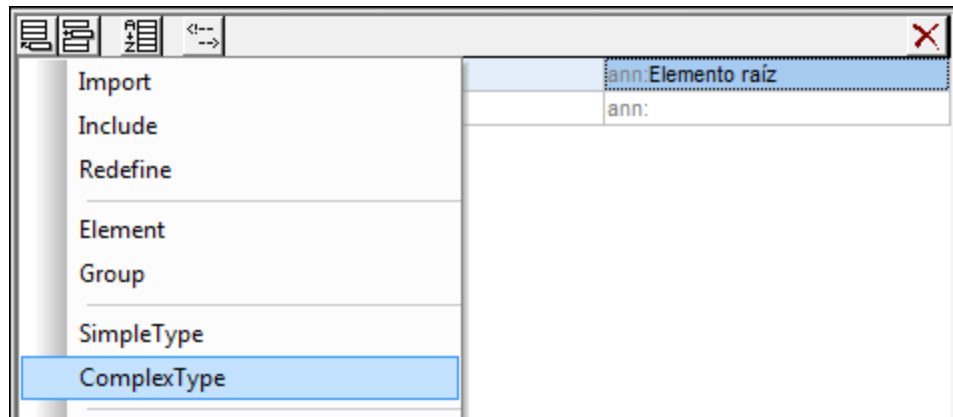 Import
ann:Elemento raíz
Include
ann:
Redefine
Element
Group
SimpleType
ComplexType